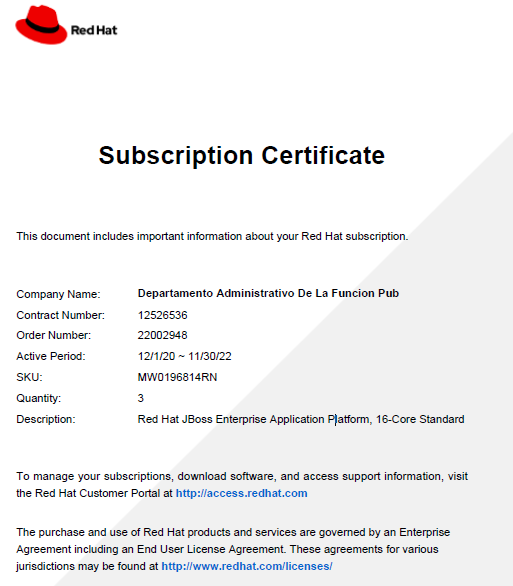 Red Hat
Subscription Certificate
This document includes important information about your Red Hat subscription.
Company Name: Departamento Administrativo De La Funcion Pub
Contract Number: 12526536
Order Number: 22002948
Active Period: 12/1/20 ~ 11/30/22
SKU: MW0196814RN
Quantity: 3
Description: Red Hat JBoss Enterprise Application Platform, 16-Core Standard
To manage your subscriptions, download software, and access support information, visit
the Red Hat Customer Portal at http://access.redhat.com
The purchase and use of Red Hat products and services are governed by an Enterprise
Agreement including an End User License Agreement. These agreements for various
jurisdictions may be found at http://www.redhat.com/licenses/